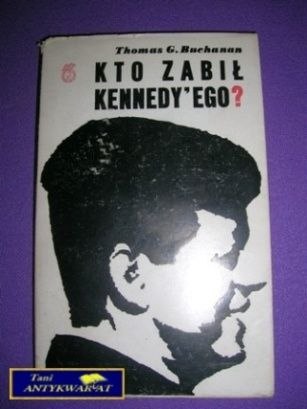 Thomas G. Buchanan
KTO ZABIŁ
KENNEDY'EGO?
Tani
ANTYKWARIAT